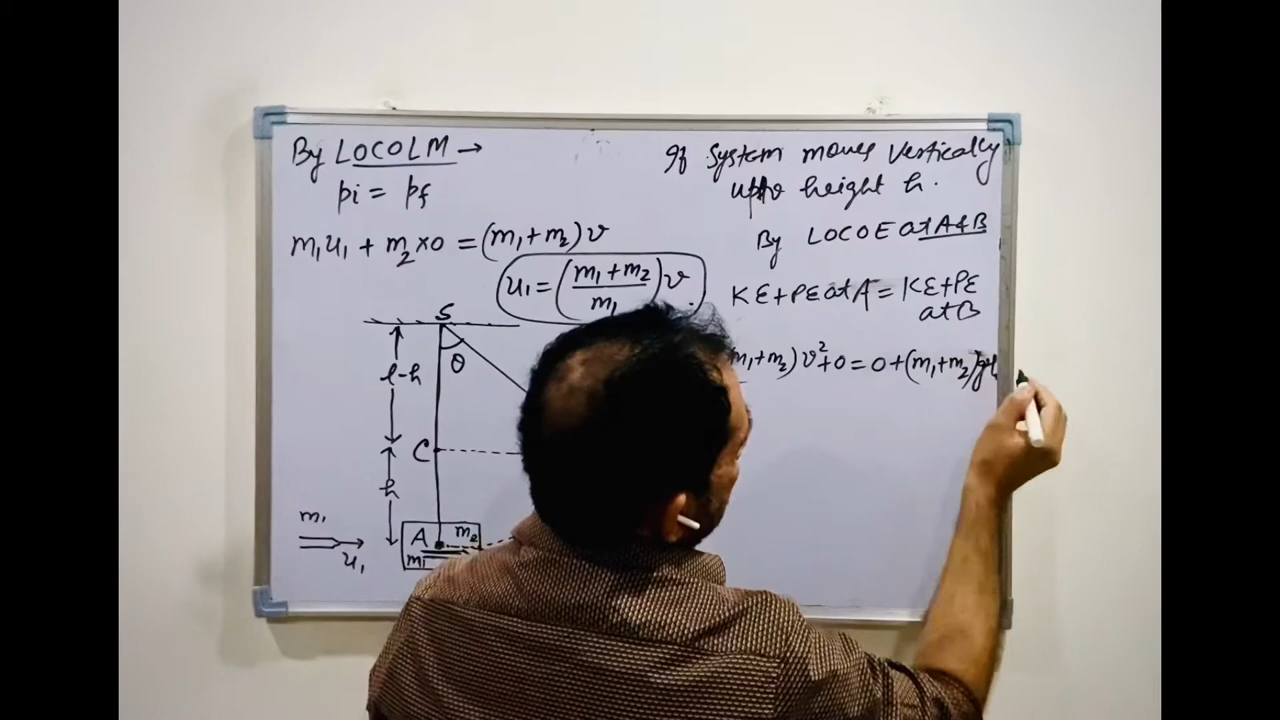 By LOCOLM →
pi = pf
m₁u₁ + m₂×0 = (m₁+m₂)v
u₁ = (m₁+m₂/m₁)v
S
θ
l-h
C
h
m₁
u₁
A m₂
m₁
If System moves vertically
upto height h.
By LOCOE at A & B
KE+PE at A = KE+PE
at B
m₁+m₂)v²+0 = 0+(m₁+m₂)gh